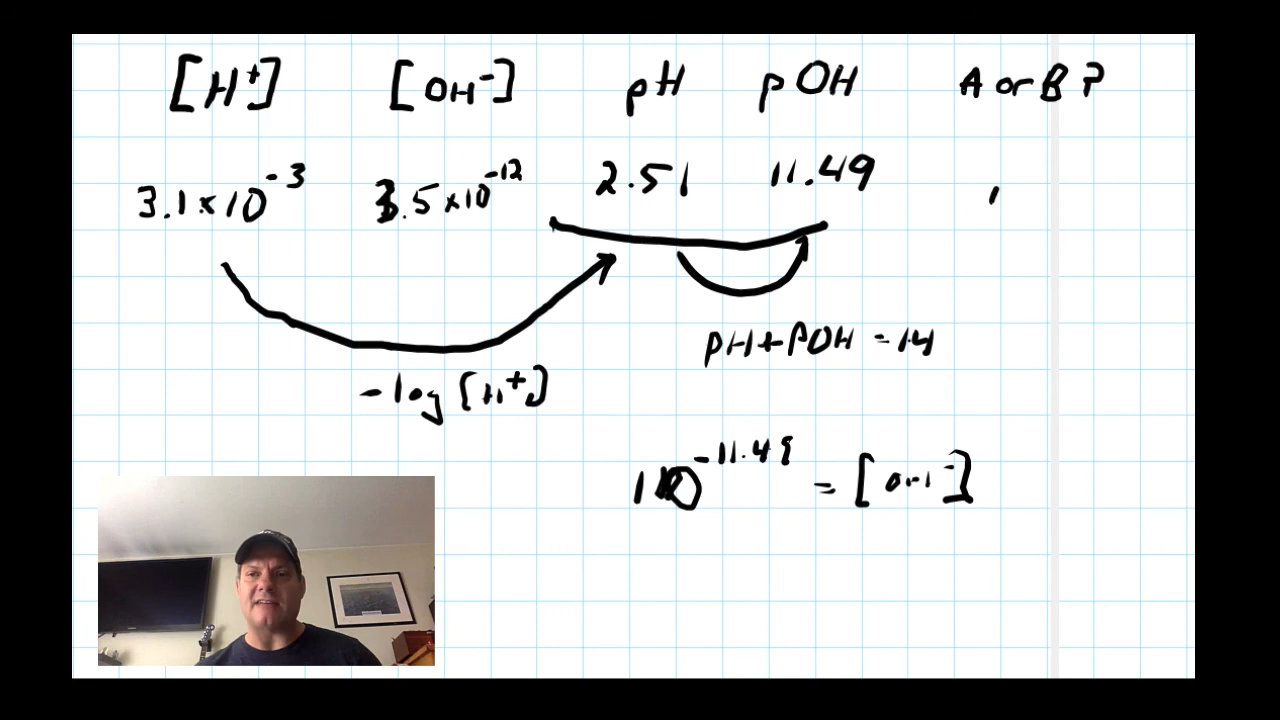 [H⁺] [OH⁻] pH pOH A or B?
3.1 x 10⁻³ 3.5 x 10⁻¹² 2.51 11.49
pH + pOH = 14
-log [H⁺]
10⁻¹¹·⁴⁹ = [OH⁻]